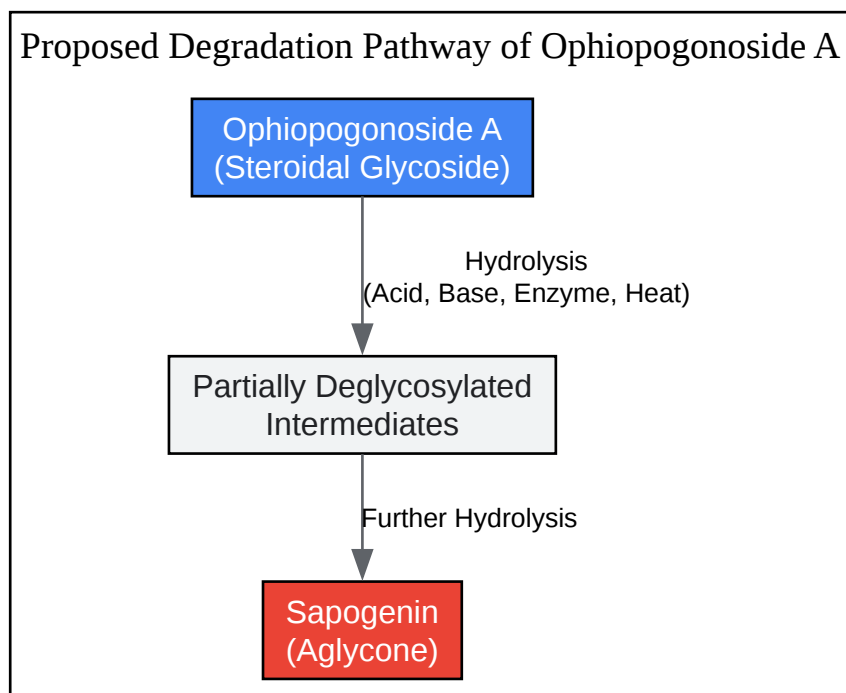 Proposed Degradation Pathway of Ophiopogonoside A
Ophiopogonoside A
(Steroidal Glycoside)
Hydrolysis
(Acid, Base, Enzyme, Heat)
Partially Deglycosylated
Intermediates
Further Hydrolysis
Sapogenin
(Aglycone)